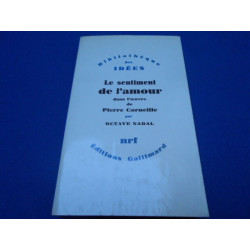 Bibliothèque
des
IDÉES
Le sentiment
de l'amour
dans l'œuvre
de
Pierre Corneille
par
OCTAVE NADAL
nrf
Éditions Gallimard